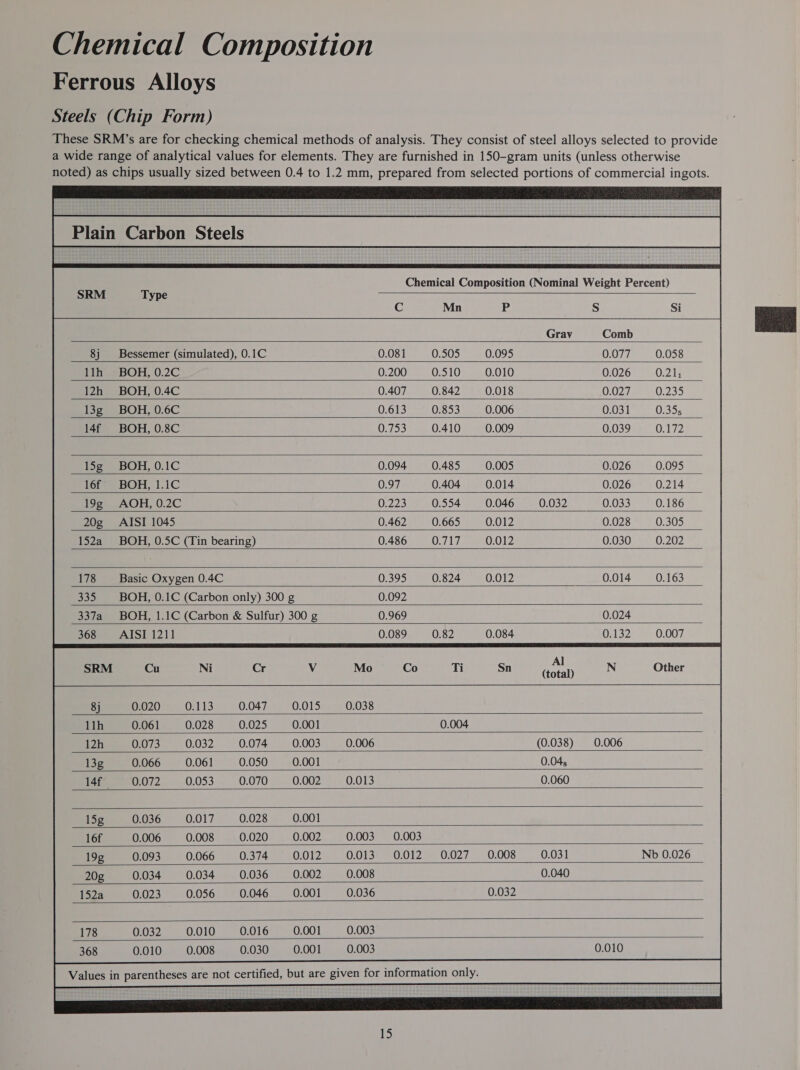 Chemical Composition
Ferrous Alloys
Steels (Chip Form)
These SRM's are for checking chemical methods of analysis. They consist of steel alloys selected to provide
a wide range of analytical values for elements. They are furnished in 150-gram units (unless otherwise
noted) as chips usually sized between 0.4 to 1.2 mm, prepared from selected portions of commercial ingots.
Plain Carbon Steels
Chemical Composition (Nominal Weight Percent)
SRM Type
C Mn P S Si
Grav Comb
8j Bessemer (simulated), 0.1C 0.081 0.505 0.095 0.077 0.058
11h BOH, 0.2C 0.200 0.510 0.010 0.026 0.21₁
12h BOH, 0.4C 0.407 0.842 0.018 0.027 0.235
13g BOH, 0.6C 0.613 0.853 0.006 0.031 0.35₅
14f BOH, 0.8C 0.753 0.410 0.009 0.039 0.172
15g BOH, 0.1C 0.094 0.485 0.005 0.026 0.095
16f BOH, 1.1C 0.97 0.404 0.014 0.026 0.214
19g AOH, 0.2C 0.223 0.554 0.046 0.032 0.033 0.186
20g AISI 1045 0.462 0.665 0.012 0.028 0.305
152a BOH, 0.5C (Tin bearing) 0.486 0.717 0.012 0.030 0.202
178 Basic Oxygen 0.4C 0.395 0.824 0.012 0.014 0.163
335 BOH, 0.1C (Carbon only) 300 g 0.092
337a BOH, 1.1C (Carbon & Sulfur) 300 g 0.969 0.024
368 AISI 1211 0.089 0.82 0.084 0.132 0.007
SRM Cu Ni Cr V Mo Co Ti Sn Al (total) N Other
8j 0.020 0.113 0.047 0.015 0.038
11h 0.061 0.028 0.025 0.001 0.004
12h 0.073 0.032 0.074 0.003 0.006 (0.038) 0.006
13g 0.066 0.061 0.050 0.001 0.04₈
14f 0.072 0.053 0.070 0.002 0.013 0.060
15g 0.036 0.017 0.028 0.001
16f 0.006 0.008 0.020 0.002 0.003 0.003
19g 0.093 0.066 0.374 0.012 0.013 0.012 0.027 0.008 0.031 Nb 0.026
20g 0.034 0.034 0.036 0.002 0.008 0.040
152a 0.023 0.056 0.046 0.001 0.036 0.032
178 0.032 0.010 0.016 0.001 0.003
368 0.010 0.008 0.030 0.001 0.003 0.010
Values in parentheses are not certified, but are given for information only.
15